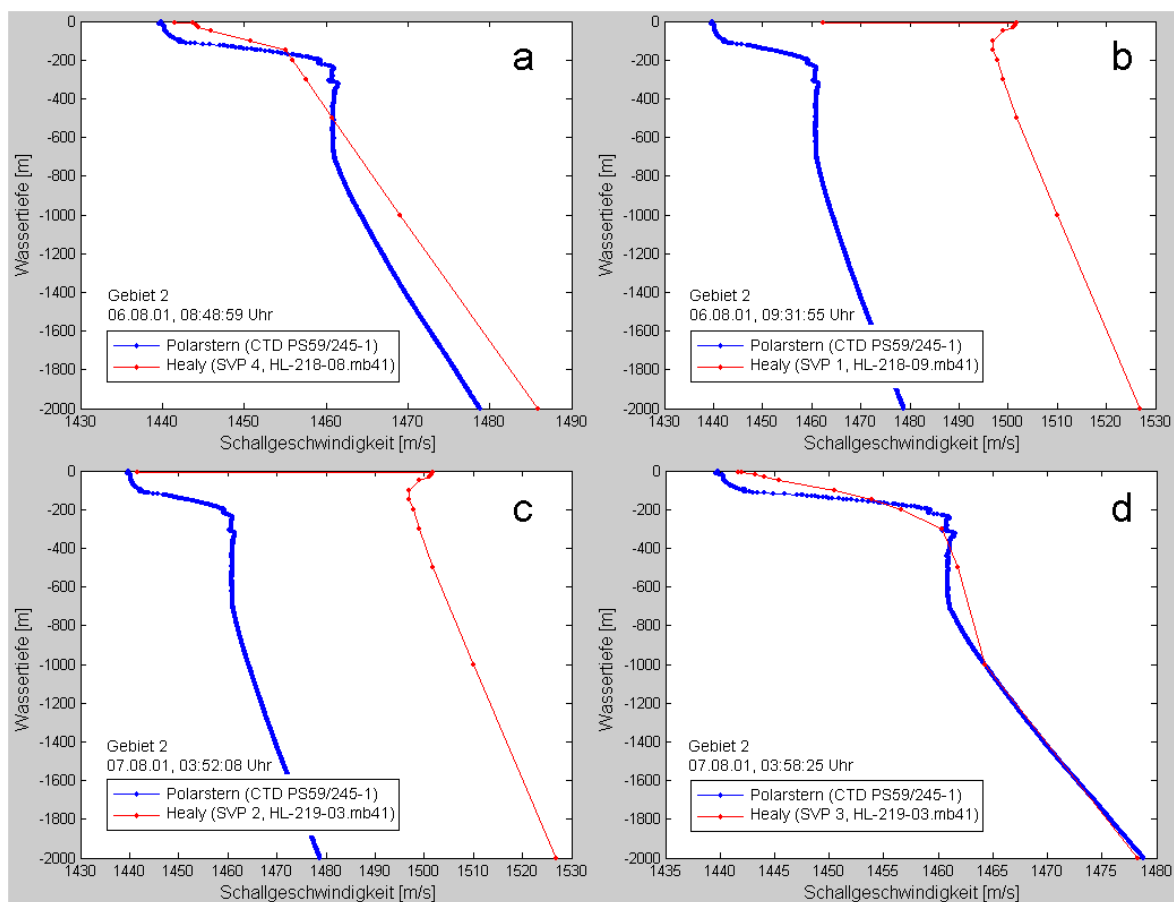 a
0
-200
-400
-600
-800
-1000
-1200
-1400
-1600
-1800
-2000
Wassertiefe [m]
Gebiet 2
06.08.01, 08:48:59 Uhr
Polarstern (CTD PS59/245-1)
Healy (SVP 4, HL-218-08.mb41)
1430 1440 1450 1460 1470 1480 1490
Schallgeschwindigkeit [m/s]
b
0
-200
-400
-600
-800
-1000
-1200
-1400
-1600
-1800
-2000
Wassertiefe [m]
Gebiet 2
06.08.01, 09:31:55 Uhr
Polarstern (CTD PS59/245-1)
Healy (SVP 1, HL-218-09.mb41)
1430 1440 1450 1460 1470 1480 1490 1500 1510 1520 1530
Schallgeschwindigkeit [m/s]
c
0
-200
-400
-600
-800
-1000
-1200
-1400
-1600
-1800
-2000
Wassertiefe [m]
Gebiet 2
07.08.01, 03:52:08 Uhr
Polarstern (CTD PS59/245-1)
Healy (SVP 2, HL-219-03.mb41)
1430 1440 1450 1460 1470 1480 1490 1500 1510 1520 1530
Schallgeschwindigkeit [m/s]
d
0
-200
-400
-600
-800
-1000
-1200
-1400
-1600
-1800
-2000
Wassertiefe [m]
Gebiet 2
07.08.01, 03:58:25 Uhr
Polarstern (CTD PS59/245-1)
Healy (SVP 3, HL-219-03.mb41)
1435 1440 1445 1450 1455 1460 1465 1470 1475 1480
Schallgeschwindigkeit [m/s]